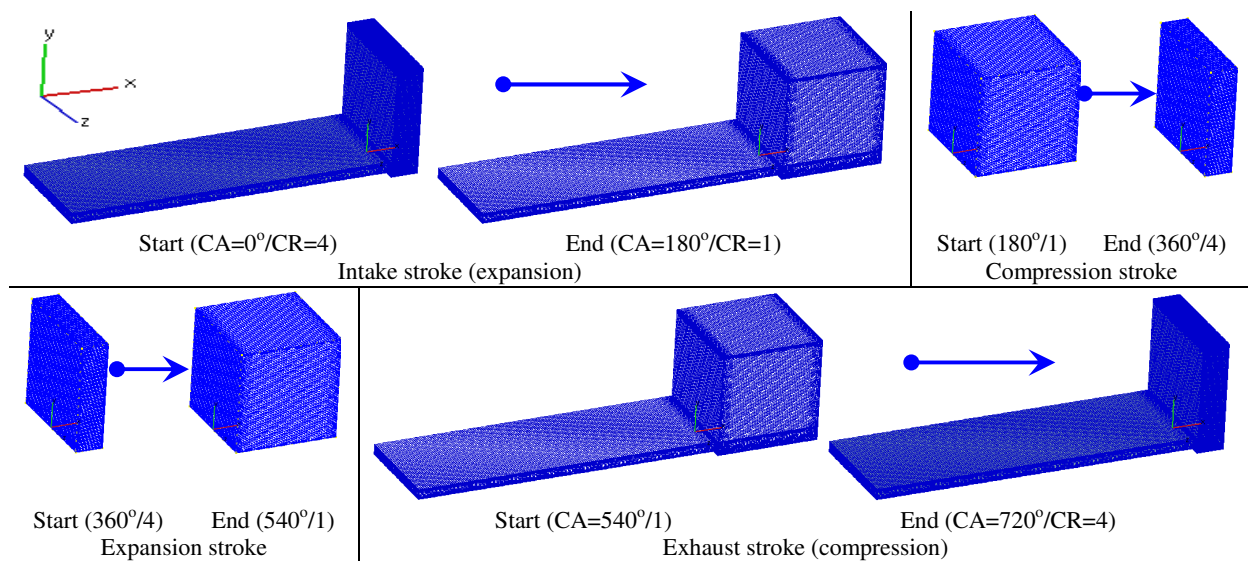 y
x
z
Start (CA=0°/CR=4) End (CA=180°/CR=1)
Intake stroke (expansion)
Start (180°/1) End (360°/4)
Compression stroke
Start (360°/4) End (540°/1)
Expansion stroke
Start (CA=540°/1) End (CA=720°/CR=4)
Exhaust stroke (compression)